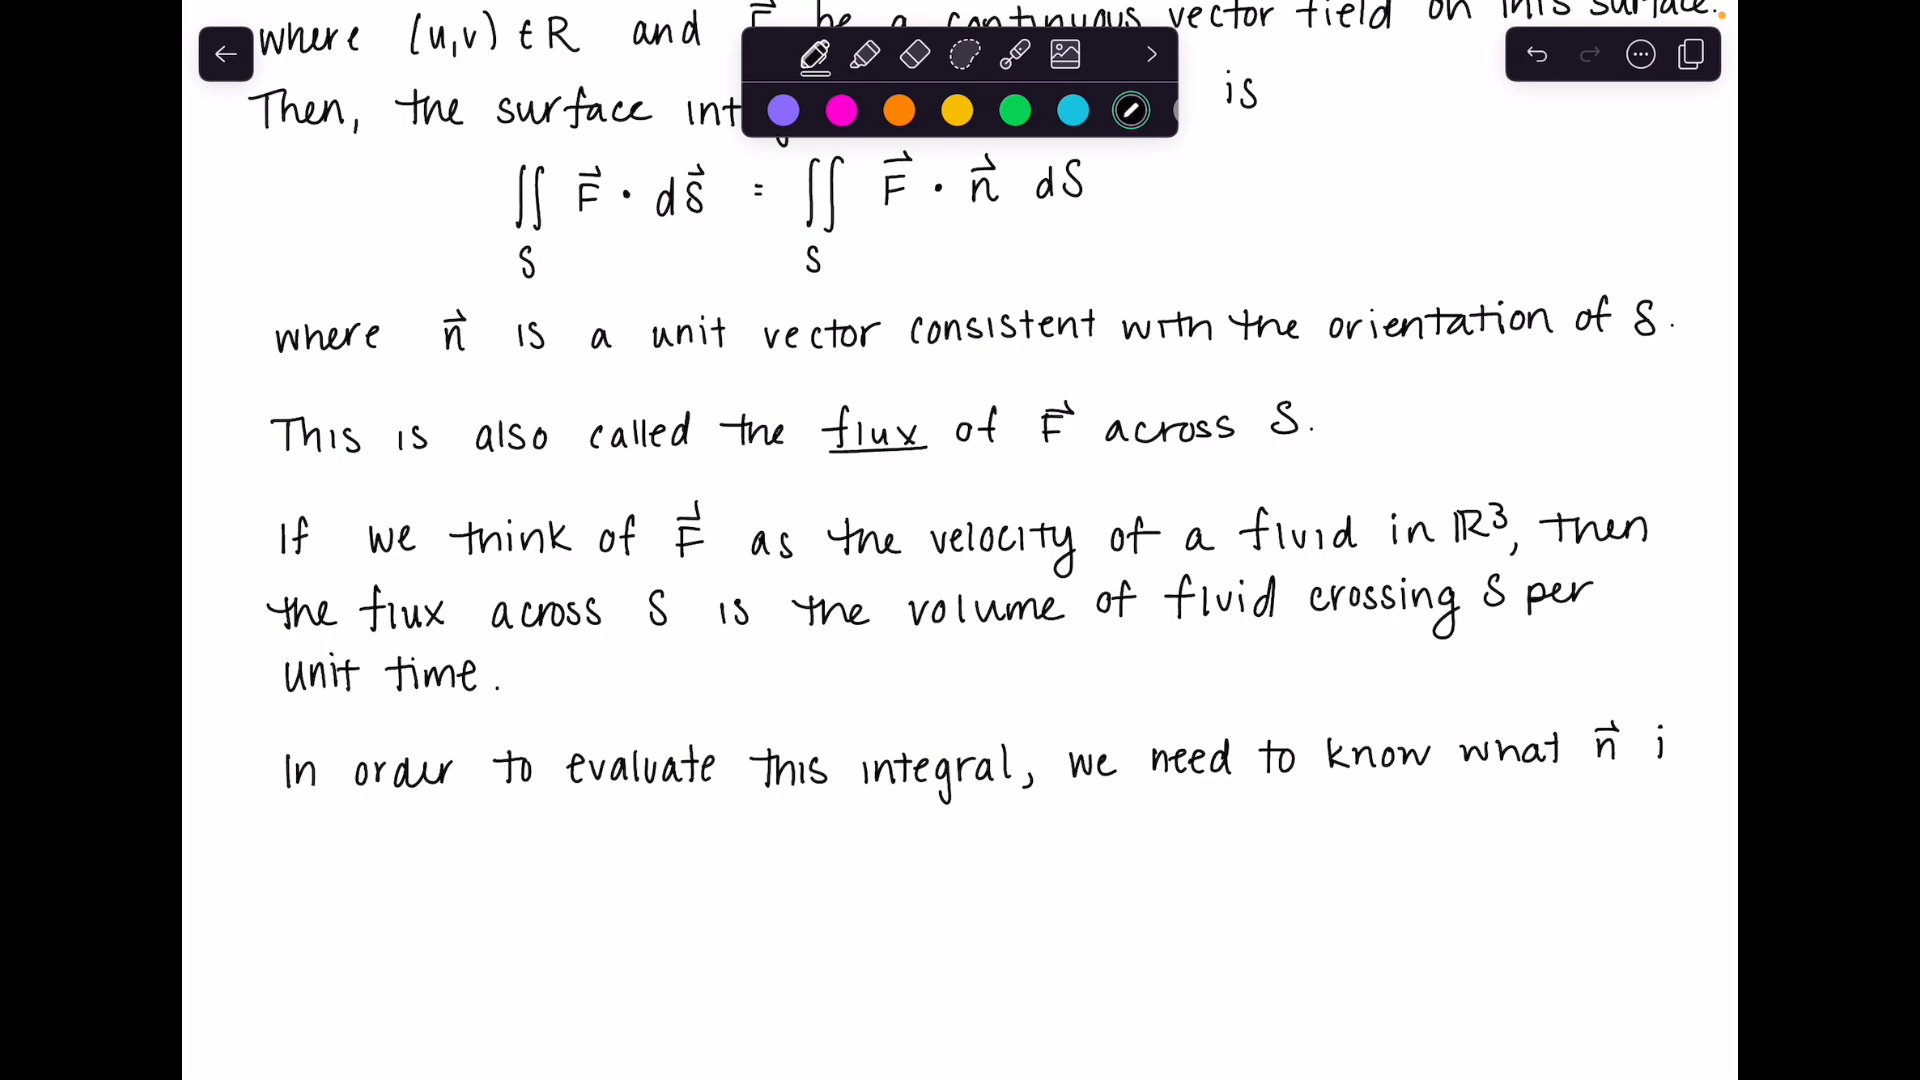 where (u,v) ∈ R and F⃗ be a continuous vector field on this surface.
Then, the surface is
∬ F⃗ · dS⃗ = ∬ F⃗ · n⃗ dS
S S
where n⃗ is a unit vector consistent with the orientation of S.
This is also called the flux of F⃗ across S.
If we think of F⃗ as the velocity of a fluid in ℝ³, then
the flux across S is the volume of fluid crossing S per
unit time.
In order to evaluate this integral, we need to know what n⃗ i